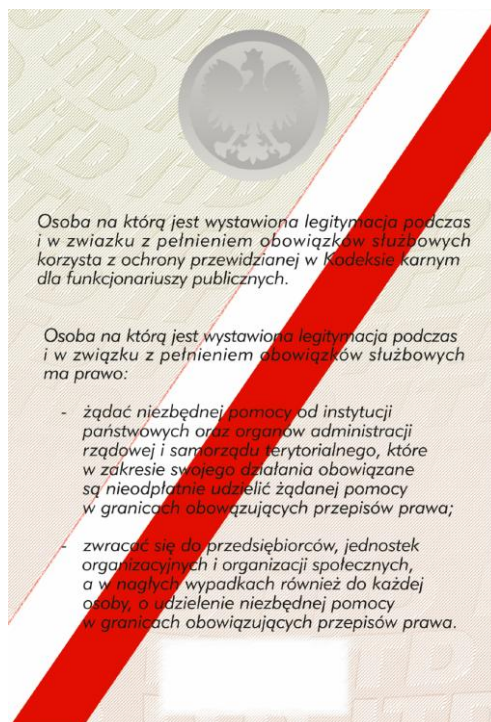 Osoba na którą jest wystawiona legitymacja podczas
i w zwiazku z pełnieniem obowiązków służbowych
korzysta z ochrony przewidzianej w Kodeksie karnym
dla funkcjonariuszy publicznych.
Osoba na którą jest wystawiona legitymacja podczas
i w związku z pełnieniem obowiązków służbowych
ma prawo:
- żądać niezbędnej pomocy od instytucji
państwowych oraz organów administracji
rządowej i samorządu terytorialnego, które
w zakresie swojego działania obowiązane
są nieodpłatnie udzielić żądanej pomocy
w granicach obowązujących przepisów prawa;
- zwracać się do przedsiębiorców, jednostek
organizacyjnych i organizacji społecznych,
a w nagłych wypadkach również do każdej
osoby, o udzielenie niezbędnej pomocy
w granicach obowiązujących przepisów prawa.